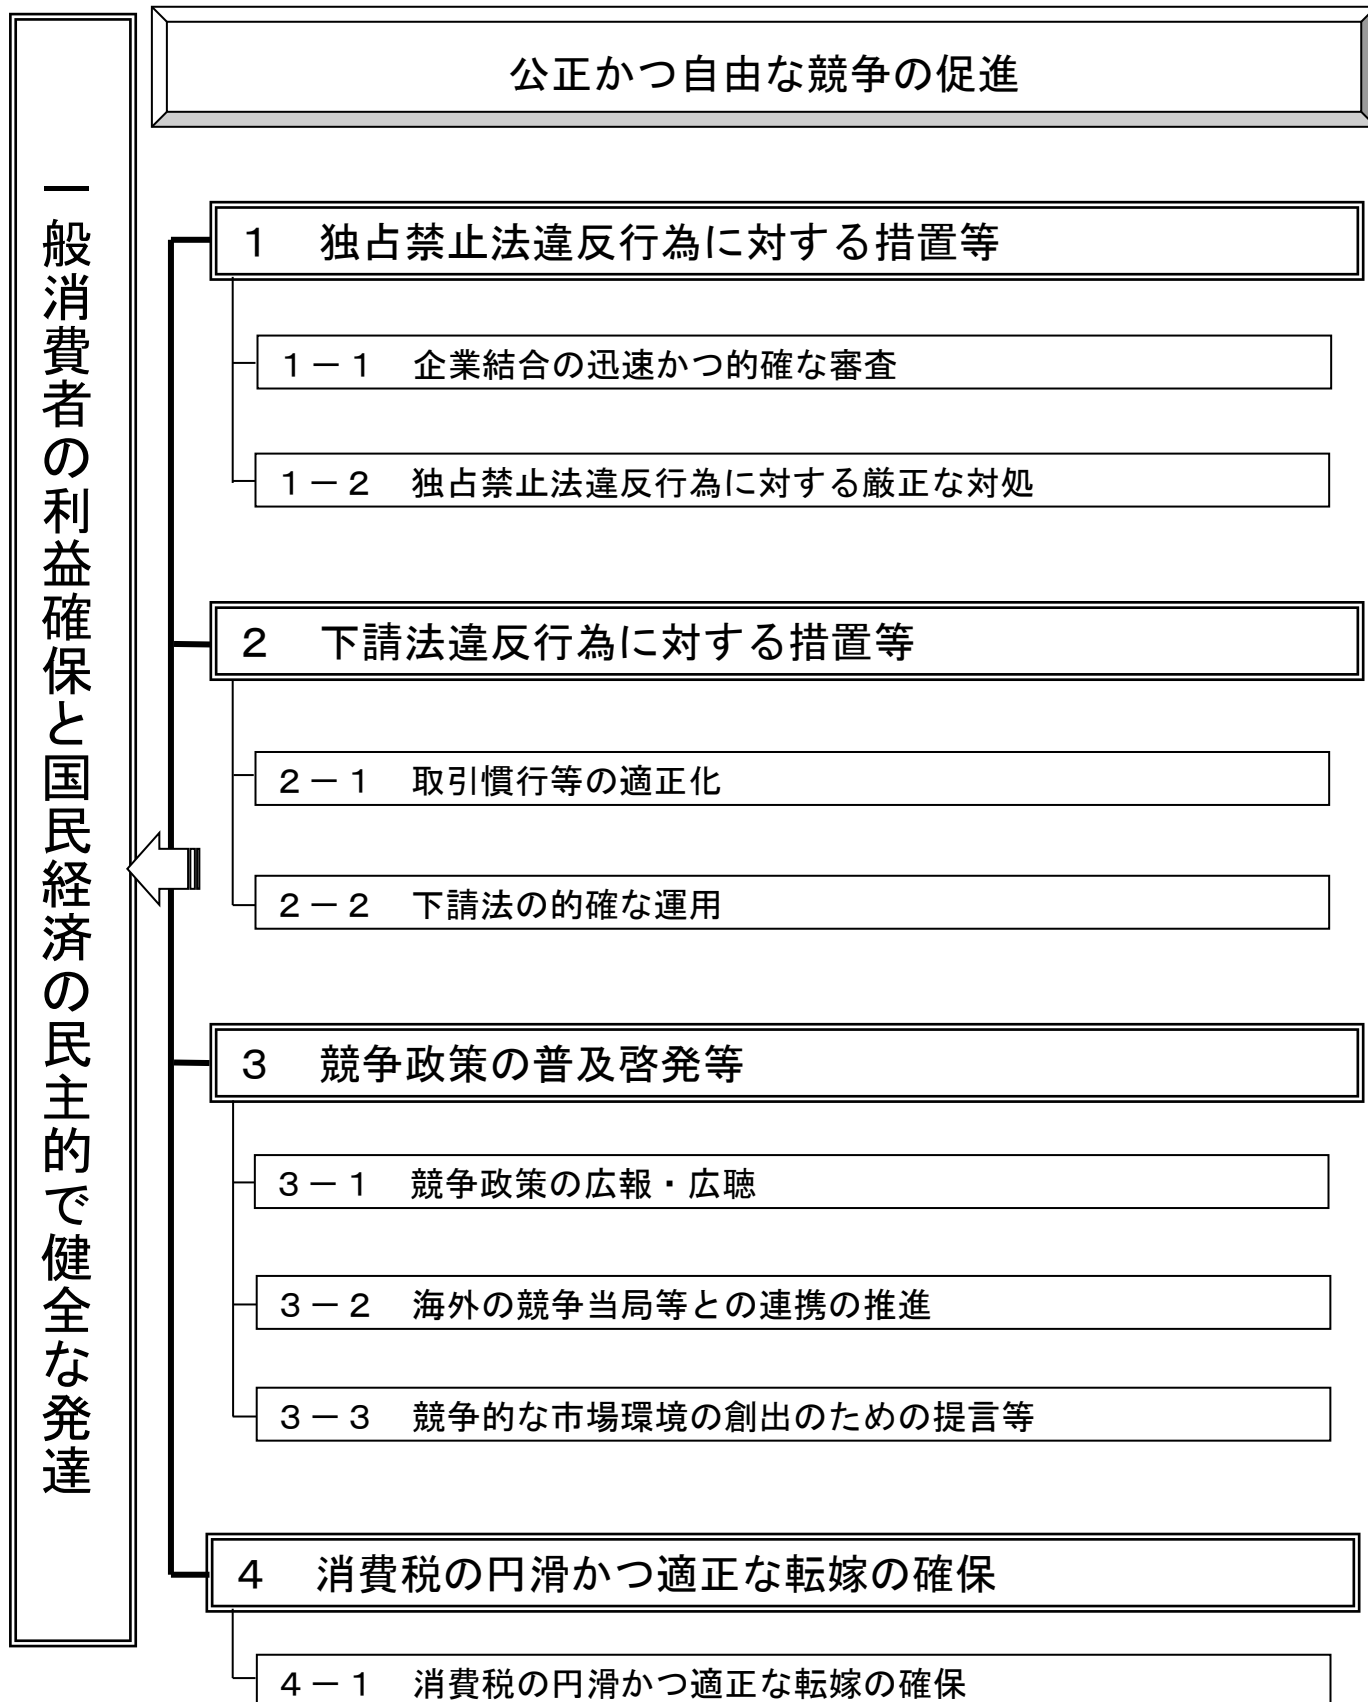 公正かつ自由な競争の促進
一般消費者の利益確保と国民経済の民主的で健全な発達
１　独占禁止法違反行為に対する措置等
１－１　企業結合の迅速かつ的確な審査
１－２　独占禁止法違反行為に対する厳正な対処
２　下請法違反行為に対する措置等
２－１　取引慣行等の適正化
２－２　下請法の的確な運用
３　競争政策の普及啓発等
３－１　競争政策の広報・広聴
３－２　海外の競争当局等との連携の推進
３－３　競争的な市場環境の創出のための提言等
４　消費税の円滑かつ適正な転嫁の確保
４－１　消費税の円滑かつ適正な転嫁の確保